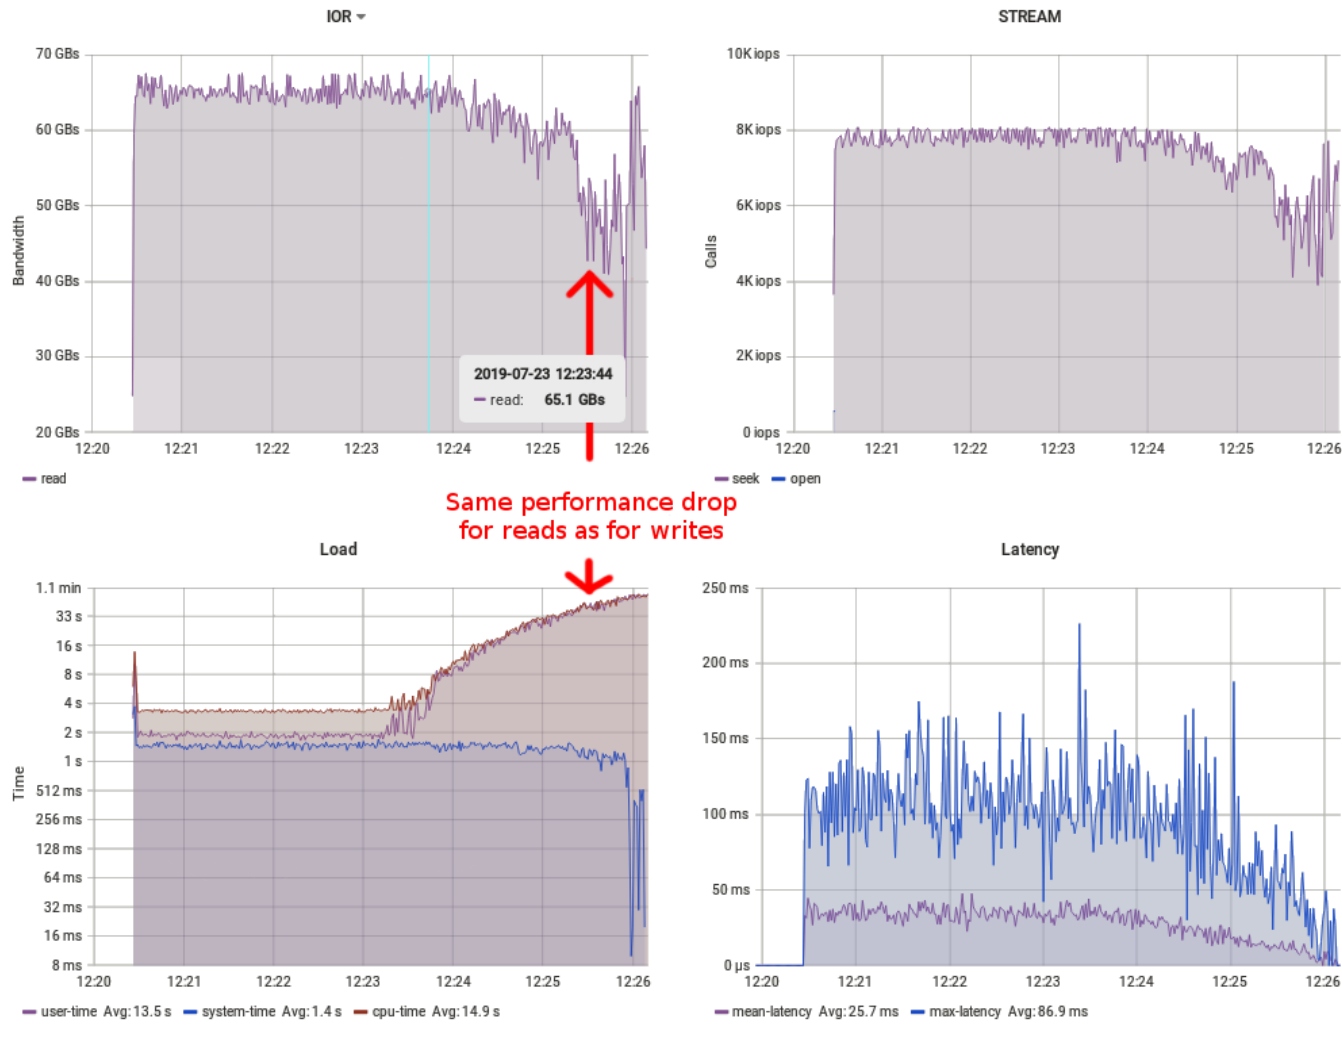 IOR
70 GBs
60 GBs
50 GBs
40 GBs
30 GBs
20 GBs
Bandwidth
12:20 12:21 12:22 12:23 12:24 12:25 12:26
2019-07-23 12:23:44
read: 65.1 GBs
read
STREAM
10K iops
8K iops
6K iops
4K iops
2K iops
0 iops
Calls
12:20 12:21 12:22 12:23 12:24 12:25 12:26
seek open
Same performance drop
for reads as for writes
Load
1.1 min
33 s
16 s
8 s
4 s
2 s
1 s
512 ms
256 ms
128 ms
64 ms
32 ms
16 ms
8 ms
Time
12:20 12:21 12:22 12:23 12:24 12:25 12:26
user-time Avg: 13.5 s system-time Avg: 1.4 s cpu-time Avg: 14.9 s
Latency
250 ms
200 ms
150 ms
100 ms
50 ms
0 µs
12:20 12:21 12:22 12:23 12:24 12:25 12:26
mean-latency Avg: 25.7 ms max-latency Avg: 86.9 ms